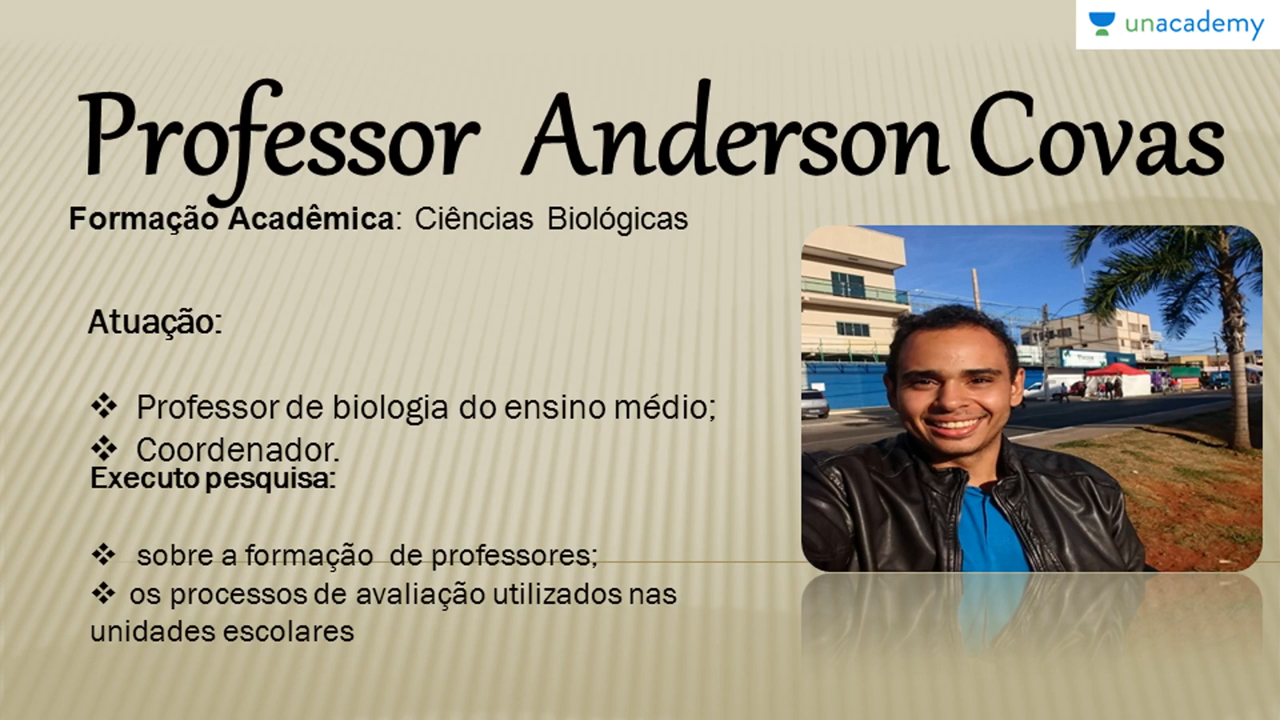 unacademy
Professor Anderson Covas
Formação Acadêmica: Ciências Biológicas
Atuação:
❖ Professor de biologia do ensino médio;
❖ Coordenador.
Executo pesquisa:
❖ sobre a formação de professores;
❖ os processos de avaliação utilizados nas
unidades escolares